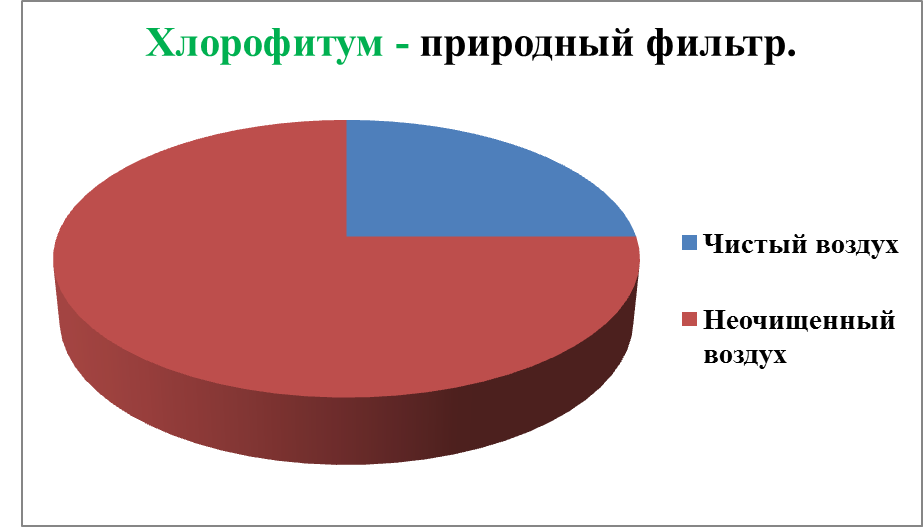 Хлорофитум - природный фильтр.
Чистый воздух
Неочищенный
воздух